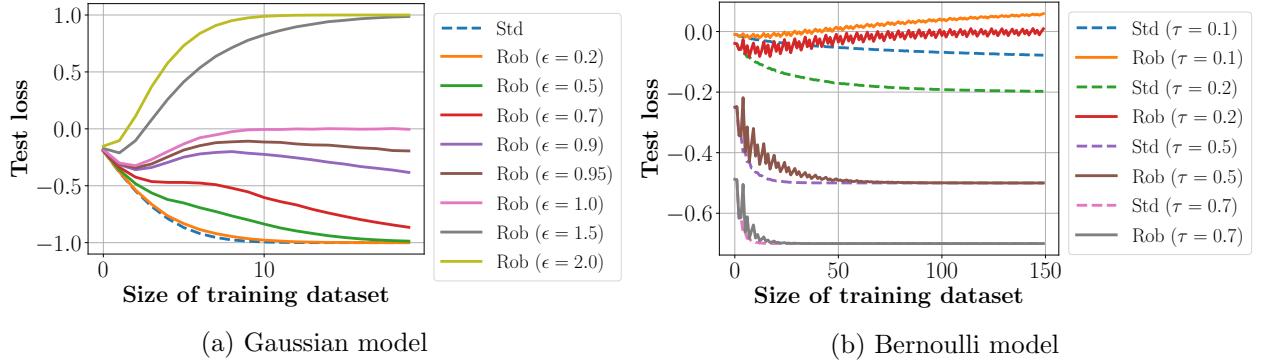 1.0
0.5
0.0
−0.5
−1.0
Test loss
0
10
Size of training dataset
Std
Rob (ϵ = 0.2)
Rob (ϵ = 0.5)
Rob (ϵ = 0.7)
Rob (ϵ = 0.9)
Rob (ϵ = 0.95)
Rob (ϵ = 1.0)
Rob (ϵ = 1.5)
Rob (ϵ = 2.0)
(a) Gaussian model
0.0
−0.2
−0.4
−0.6
Test loss
0
50
100
150
Size of training dataset
Std (τ = 0.1)
Rob (τ = 0.1)
Std (τ = 0.2)
Rob (τ = 0.2)
Std (τ = 0.5)
Rob (τ = 0.5)
Std (τ = 0.7)
Rob (τ = 0.7)
(b) Bernoulli model